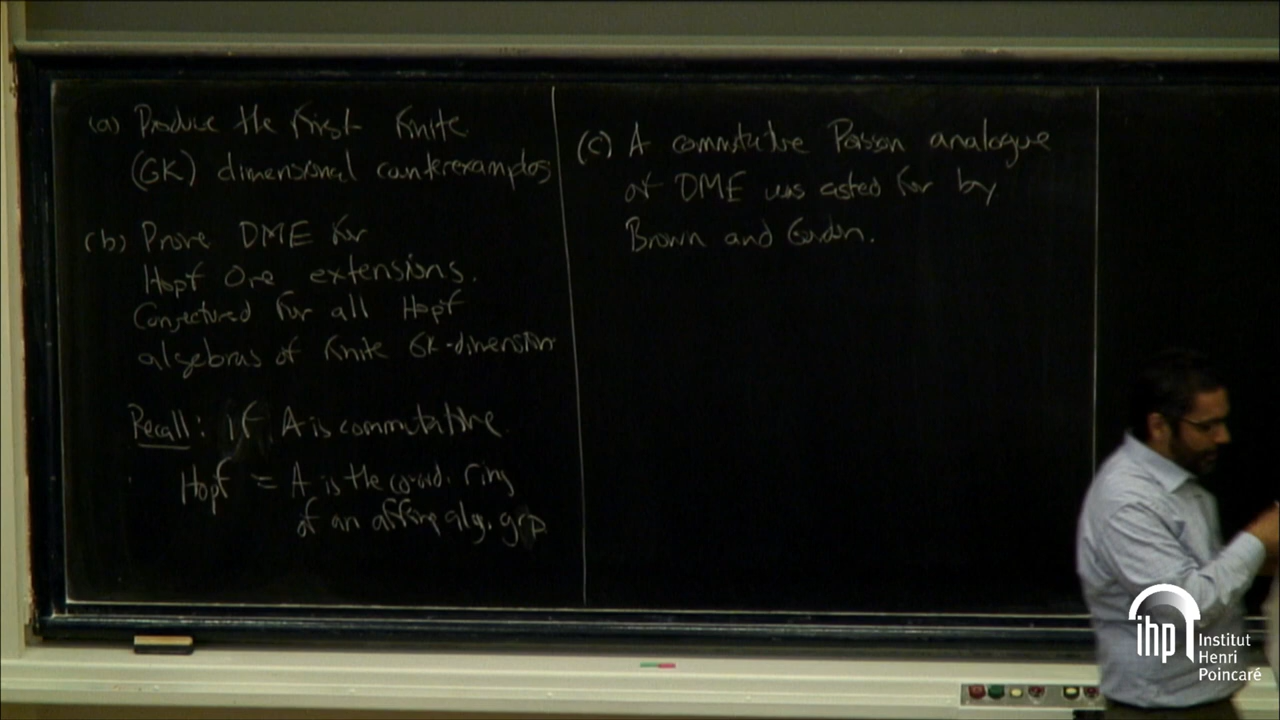 (a) Produce the first finite
(GK) dimensional counterexamples
(b) Prove DME for
Hopf Ore extensions.
Conjectured for all Hopf
algebras of finite GK-dimension
Recall: if A is commutative
Hopf = A is the coord. ring
of an affine alg. grp
(c) A commutative Poisson analogue
of DME was asked for by
Brown and Gordon.
ihp
Institut
Henri
Poincaré